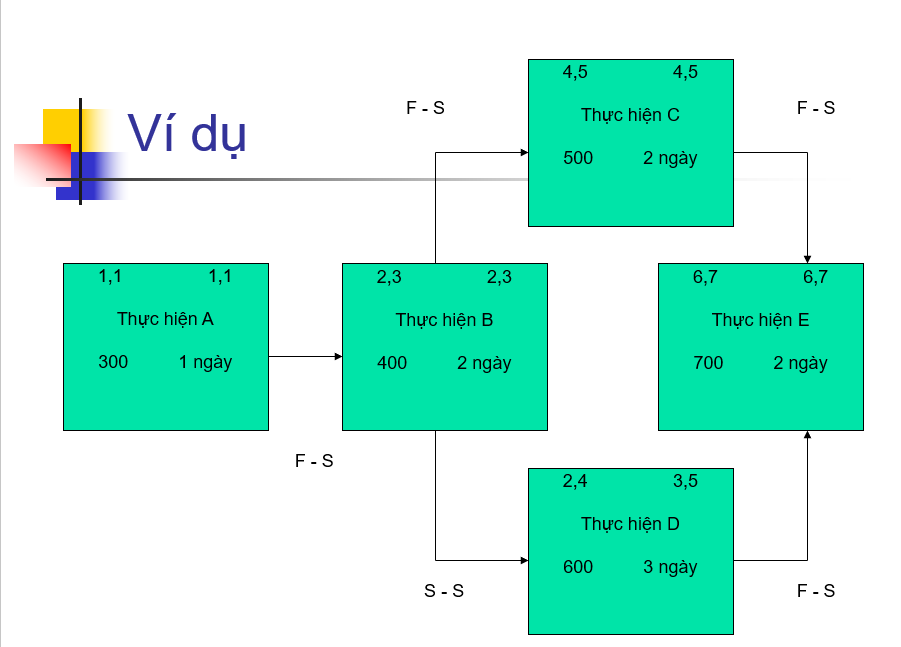 Ví dụ
F - S
4,5 4,5
Thực hiện C
500 2 ngày
F - S
1,1 1,1
Thực hiện A
300 1 ngày
2,3 2,3
Thực hiện B
400 2 ngày
6,7 6,7
Thực hiện E
700 2 ngày
F - S
2,4 3,5
Thực hiện D
600 3 ngày
S - S
F - S